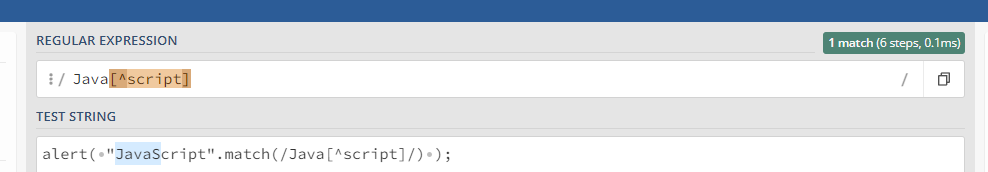 REGULAR EXPRESSION
1 match (6 steps, 0.1ms)
/ Java[^script] /
TEST STRING
alert( "JavaScript".match(/Java[^script]/) );